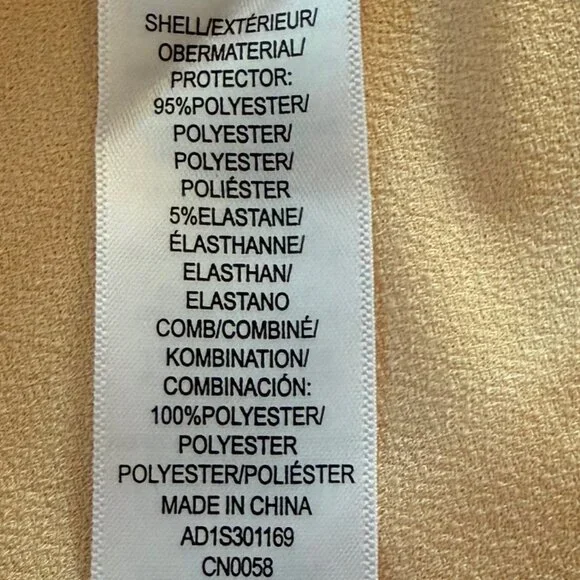 SHELL/EXTÉRIEUR/
OBERMATERIAL/
PROTECTOR:
95%POLYESTER/
POLYESTER/
POLYESTER/
POLIÉSTER
5%ELASTANE/
ÉLASTHANNE/
ELASTHAN/
ELASTANO
COMB/COMBINÉ/
KOMBINATION/
COMBINACIÓN:
100%POLYESTER/
POLYESTER
POLYESTER/POLIÉSTER
MADE IN CHINA
AD1S301169
CN0058